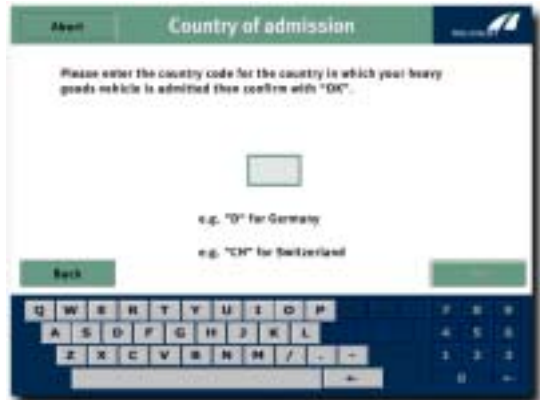 Abort
Country of admission
Please enter the country code for the country in which your heavy
goods vehicle is admitted then confirm with "OK".
e.g. "D" for Germany
e.g. "CH" for Switzerland
Back
Q W E R T Y U I O P 7 8 9
A S D F G H J K L 4 5 6
Z X C V B N M / . - 1 2 3
0